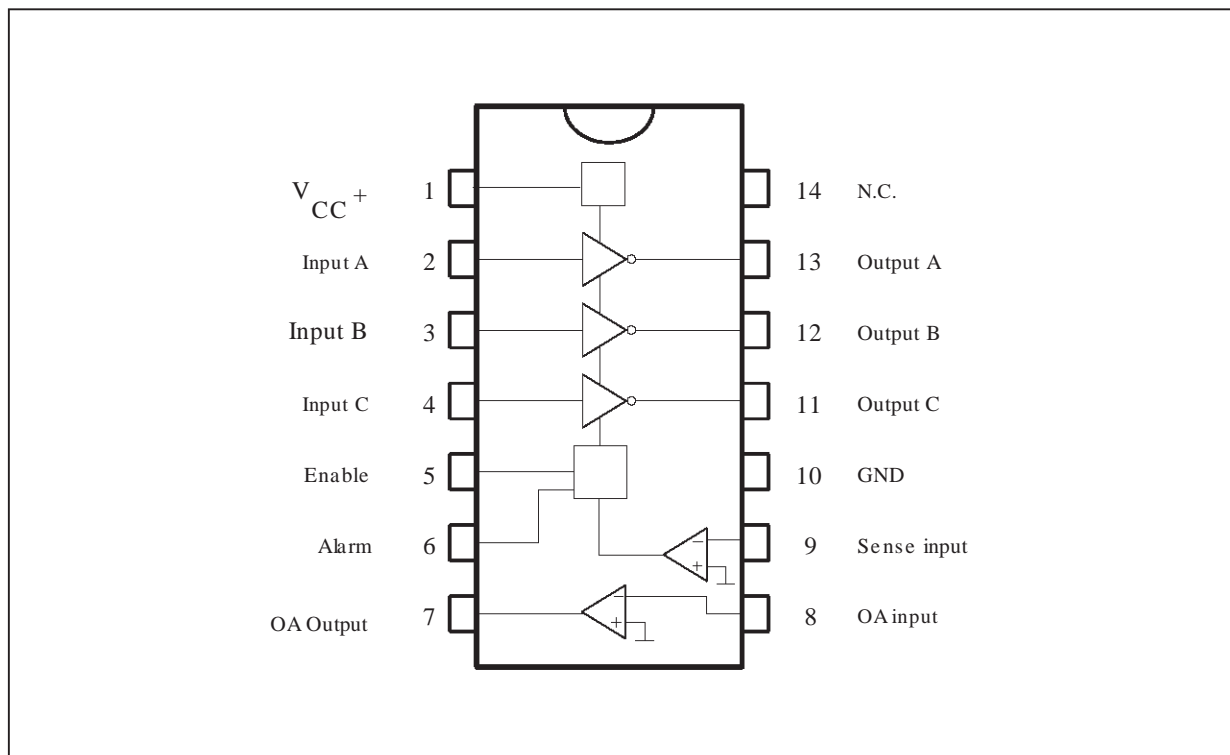 V CC + 1 14 N.C.
Input A 2 13 Output A
Input B 3 12 Output B
Input C 4 11 Output C
Enable 5 10 GND
Alarm 6 9 Sense input
OA Output 7 8 OA input